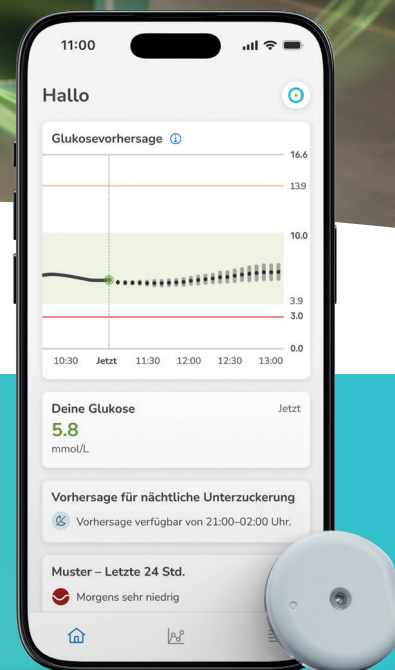 11:00
Hallo
Glukosevorhersage
16.6
13.9
10.0
3.9
3.0
0.0
10:30 Jetzt 11:30 12:00 12:30 13:00
Deine Glukose Jetzt
5.8
mmol/L
Vorhersage für nächtliche Unterzuckerung
Vorhersage verfügbar von 21:00–02:00 Uhr.
Muster – Letzte 24 Std.
Morgens sehr niedrig